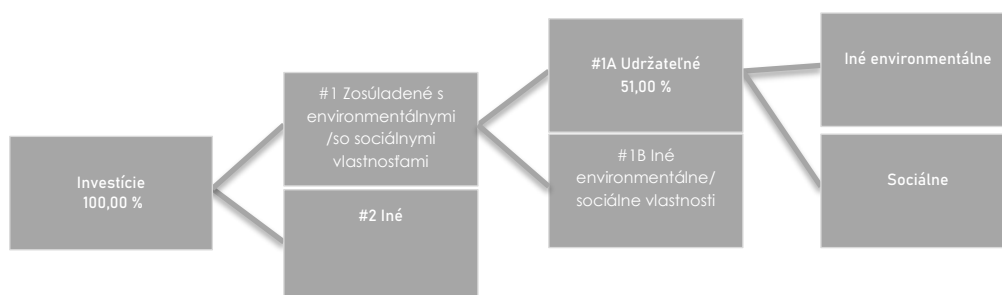 Investície
100,00 %
#1 Zosúladené s
environmentálnymi
/so sociálnymi
vlastnosťami
#2 Iné
#1A Udržateľné
51,00 %
#1B Iné
environmentálne/
sociálne vlastnosti
Iné environmentálne
Sociálne